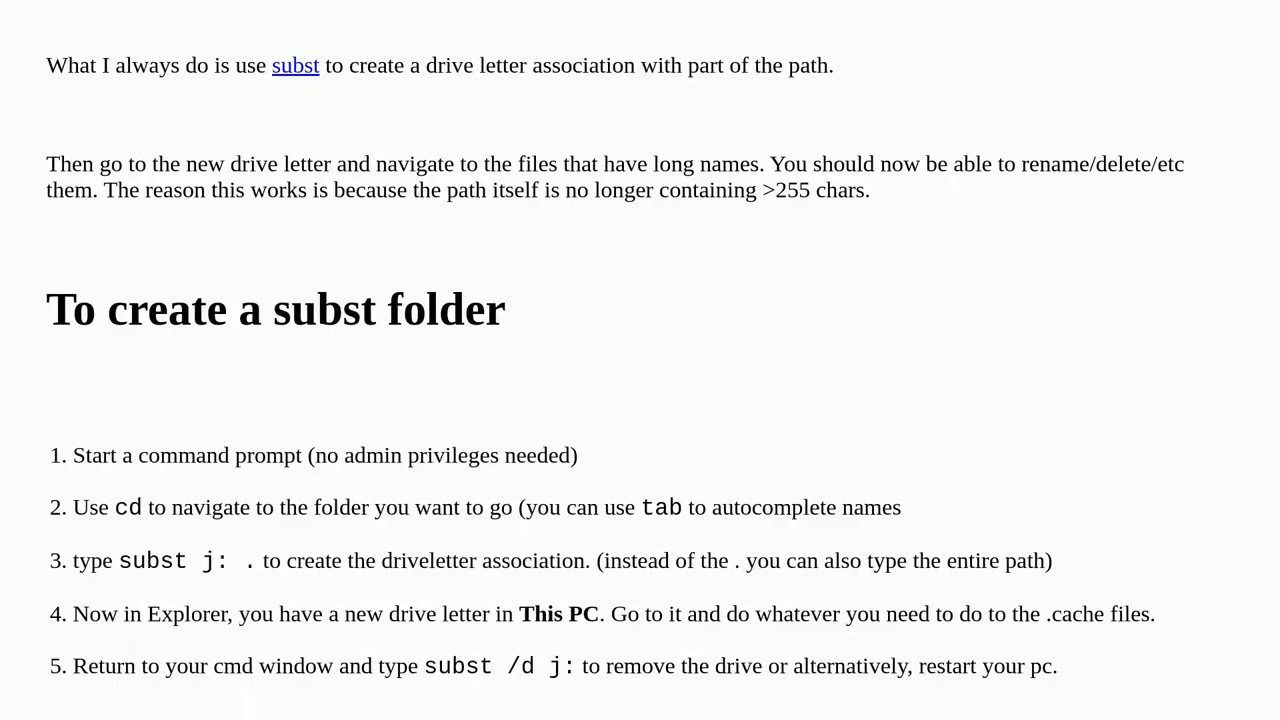 What I always do is use subst to create a drive letter association with part of the path.
Then go to the new drive letter and navigate to the files that have long names. You should now be able to rename/delete/etc
them. The reason this works is because the path itself is no longer containing >255 chars.
To create a subst folder
1. Start a command prompt (no admin privileges needed)
2. Use cd to navigate to the folder you want to go (you can use tab to autocomplete names
3. type subst j: . to create the driveletter association. (instead of the . you can also type the entire path)
4. Now in Explorer, you have a new drive letter in This PC. Go to it and do whatever you need to do to the .cache files.
5. Return to your cmd window and type subst /d j: to remove the drive or alternatively, restart your pc.